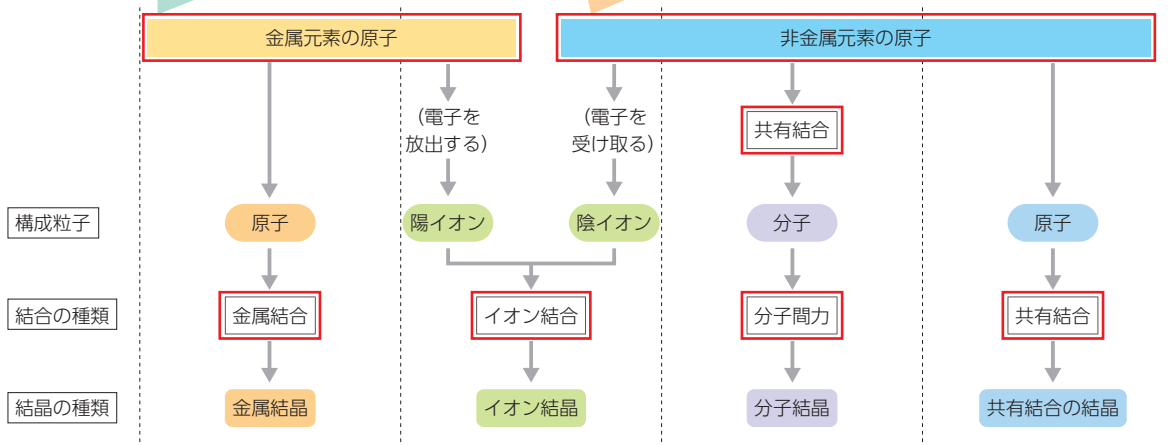 金属元素の原子
非金属元素の原子
(電子を
放出する)
(電子を
受け取る)
共有結合
構成粒子
原子
陽イオン
陰イオン
分子
原子
結合の種類
金属結合
イオン結合
分子間力
共有結合
結晶の種類
金属結晶
イオン結晶
分子結晶
共有結合の結晶